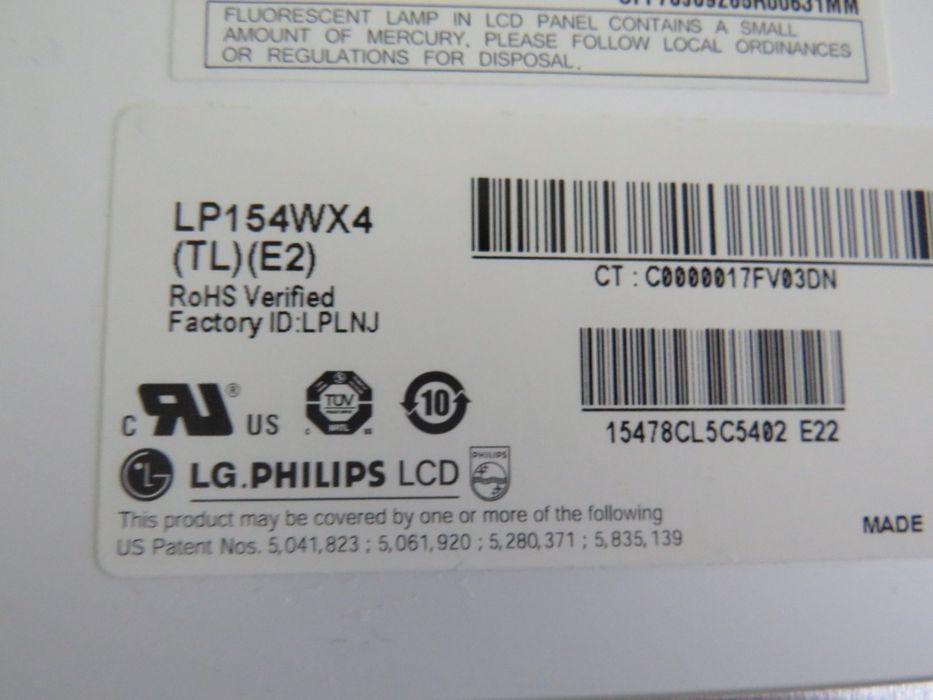 FLUORESCENT LAMP IN LCD PANEL CONTAINS A SMALL
AMOUNT OF MERCURY, PLEASE FOLLOW LOCAL ORDINANCES
OR REGULATIONS FOR DISPOSAL.
LP154WX4
(TL)(E2)
RoHS Verified
Factory ID:LPLNJ
CT : C0000017FV03DN
15478CL5C5402 E22
C RU ® US
TUV
10
LG.PHILIPS LCD
PHILIPS
This product may be covered by one or more of the following
US Patent Nos. 5,041,823 ; 5,061,920 ; 5,280,371 ; 5,835,139
MADE